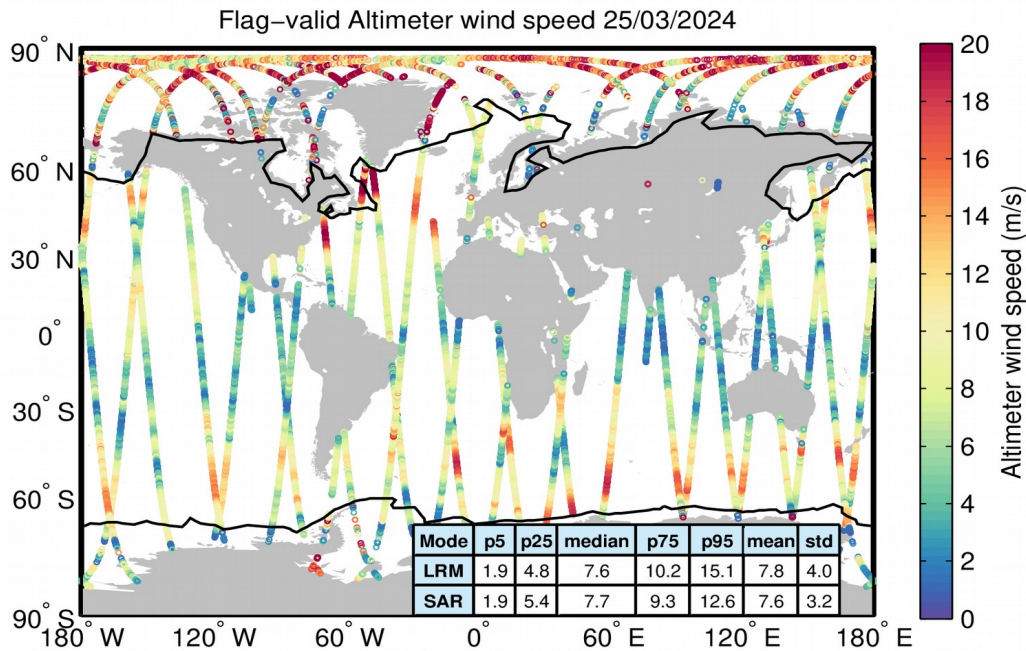 Flag−valid Altimeter wind speed 25/03/2024
90° N
60° N
30° N
0°
30° S
60° S
90° S
180° W
120° W
60° W
0°
60° E
120° E
180° E
Mode p5 p25 median p75 p95 mean std
LRM 1.9 4.8 7.6 10.2 15.1 7.8 4.0
SAR 1.9 5.4 7.7 9.3 12.6 7.6 3.2
20
18
16
14
12
10
8
6
4
2
0
Altimeter wind speed (m/s)